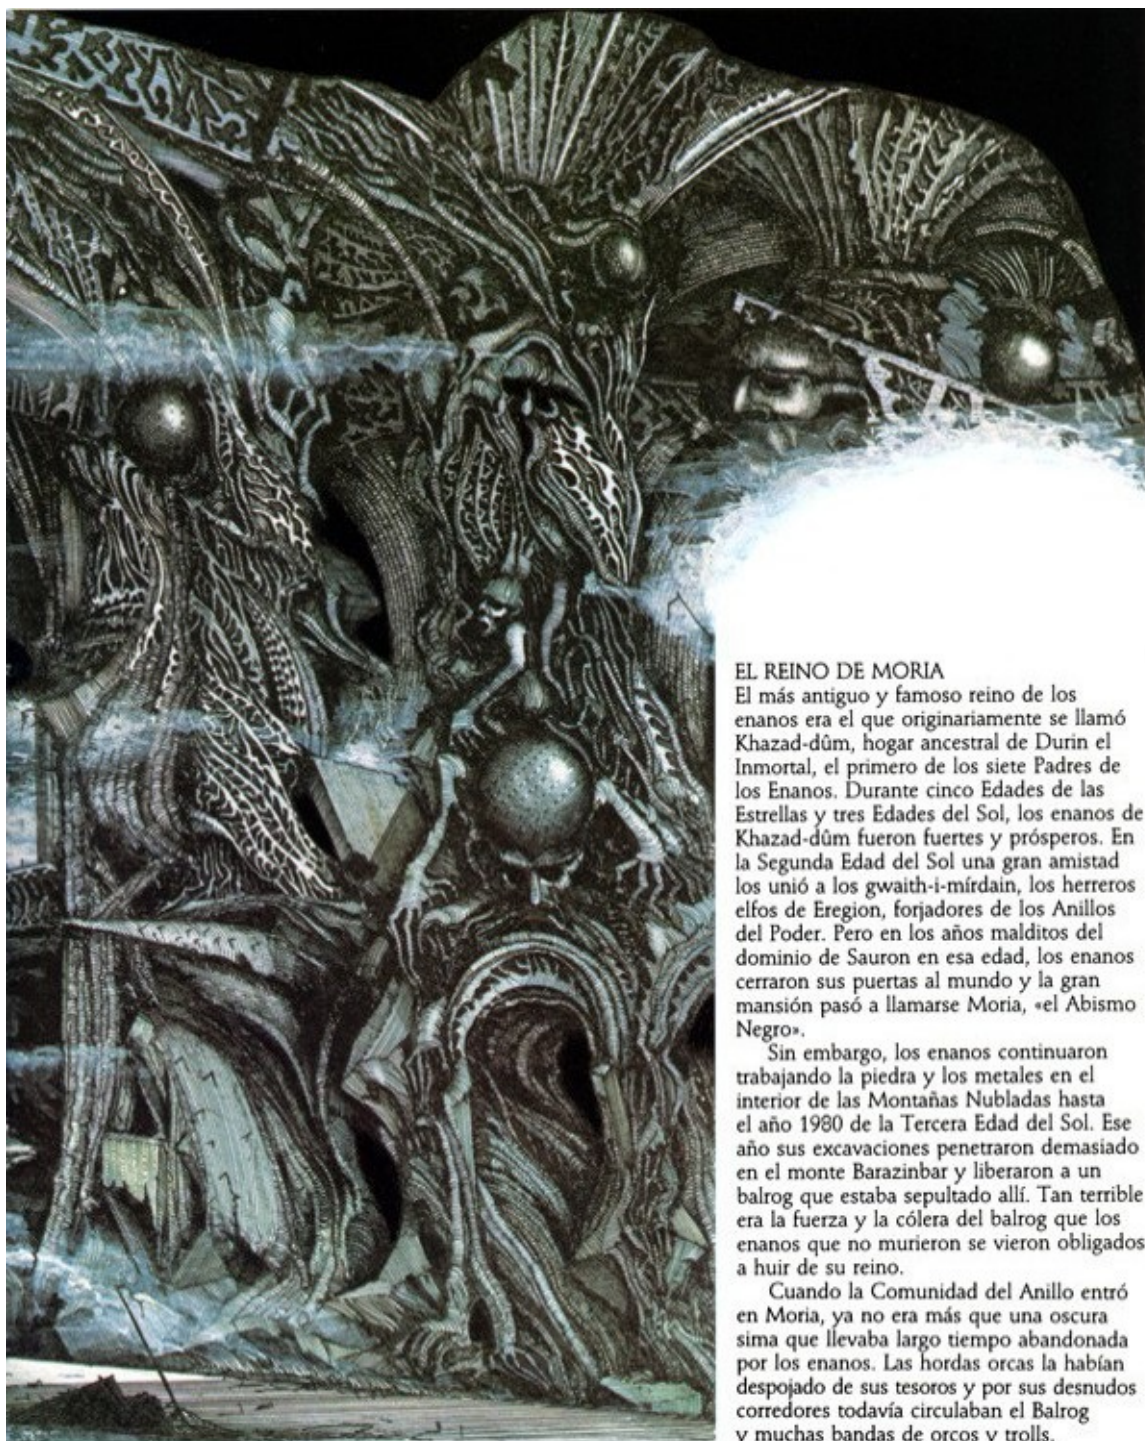 EL REINO DE MORIA
El más antiguo y famoso reino de los
enanos era el que originariamente se llamó
Khazad-dûm, hogar ancestral de Durin el
Inmortal, el primero de los siete Padres de
los Enanos. Durante cinco Edades de las
Estrellas y tres Edades del Sol, los enanos de
Khazad-dûm fueron fuertes y prósperos. En
la Segunda Edad del Sol una gran amistad
los unió a los gwaith-i-mírdain, los herreros
elfos de Eregion, forjadores de los Anillos
del Poder. Pero en los años malditos del
dominio de Sauron en esa edad, los enanos
cerraron sus puertas al mundo y la gran
mansión pasó a llamarse Moria, «el Abismo
Negro».
Sin embargo, los enanos continuaron
trabajando la piedra y los metales en el
interior de las Montañas Nubladas hasta
el año 1980 de la Tercera Edad del Sol. Ese
año sus excavaciones penetraron demasiado
en el monte Barazinbar y liberaron a un
balrog que estaba sepultado allí. Tan terrible
era la fuerza y la cólera del balrog que los
enanos que no murieron se vieron obligados
a huir de su reino.
Cuando la Comunidad del Anillo entró
en Moria, ya no era más que una oscura
sima que llevaba largo tiempo abandonada
por los enanos. Las hordas orcas la habían
despojado de sus tesoros y por sus desnudos
corredores todavía circulaban el Balrog
y muchas bandas de orcos y trolls.